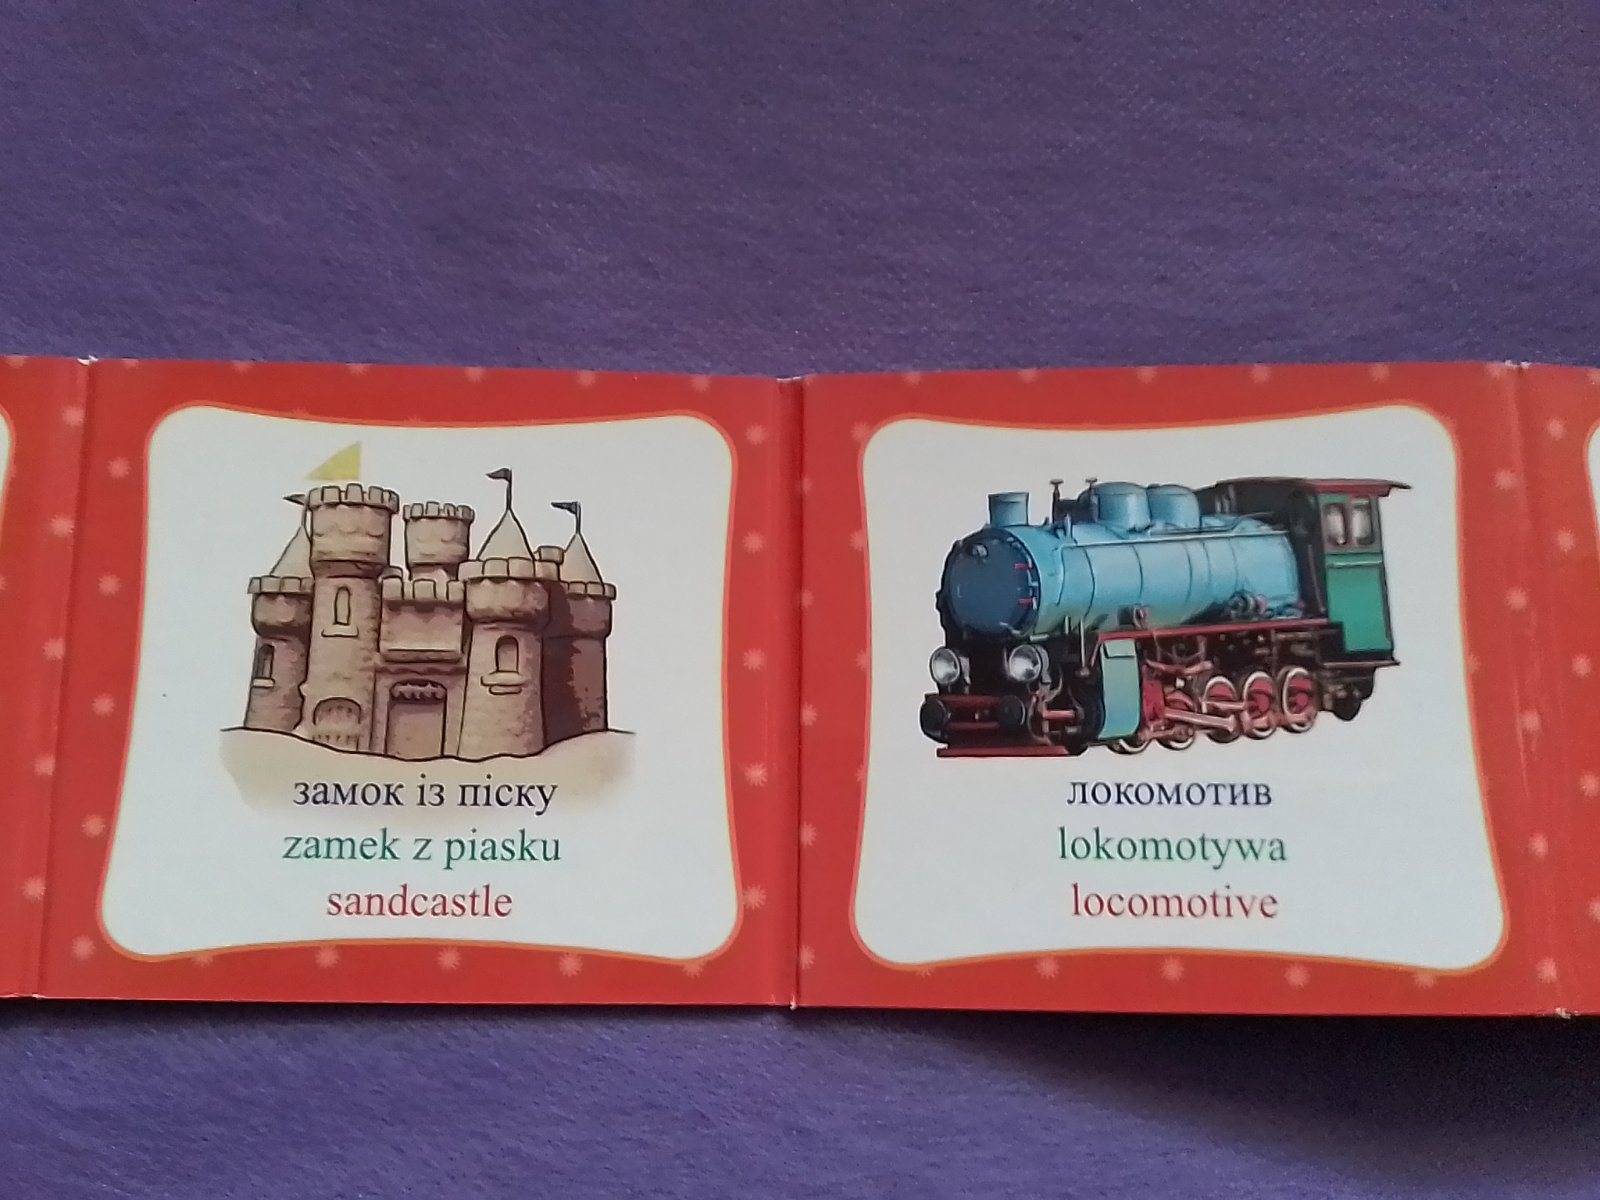 замок із піску
zamek z piasku
sandcastle
локомотив
lokomotywa
locomotive